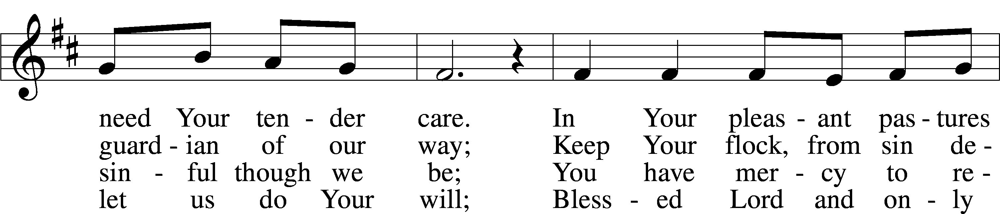 need Your ten - der care. In Your pleas - ant pas - tures
guard - ian of our way; Keep Your flock, from sin de -
sin - ful though we be; You have mer - cy to re -
let us do Your will; Bless - ed Lord and on - ly